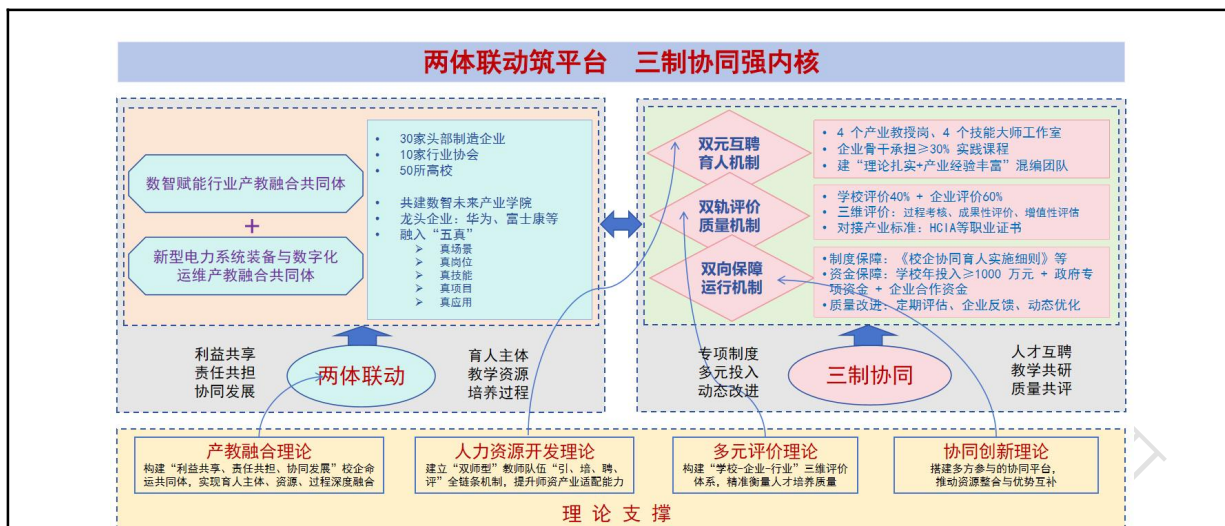 两体联动筑平台 三制协同强内核
数智赋能行业产教融合共同体
+
新型电力系统装备与数字化
运维产教融合共同体
• 30家头部制造企业
• 10家行业协会
• 50所高校
• 共建数智未来产业学院
• 龙头企业：华为、富士康等
• 融入“五真”
➢ 真场景
➢ 真岗位
➢ 真技能
➢ 真项目
➢ 真应用
利益共享
责任共担
协同发展
两体联动
育人主体
教学资源
培养过程
双元互聘
育人机制
• 4 个产业教授岗、4 个技能大师工作室
• 企业骨干承担≥30% 实践课程
• 建“理论扎实+产业经验丰富”混编团队
双轨评价
质量机制
• 学校评价40% + 企业评价60%
• 三维评价：过程考核、成果性评价、增值性评估
• 对接产业标准：HCIA等职业证书
双向保障
运行机制
• 制度保障：《校企协同育人实施细则》等
• 资金保障：学校年投入≥1000 万元 + 政府专
项资金 + 企业合作资金
• 质量改进：定期评估、企业反馈、动态优化
专项制度
多元投入
动态改进
三制协同
人才互聘
教学共研
质量共评
产教融合理论
构建“利益共享、责任共担、协同发展”校企命
运共同体，实现育人主体、资源、过程深度融合
人力资源开发理论
建立“双师型”教师队伍“引、培、聘、
评”全链条机制，提升师资产业适配能力
多元评价理论
构建“学校-企业-行业”三维评价
体系，精准衡量人才培养质量
协同创新理论
搭建多方参与的协同平台，
推动资源整合与优势互补
理论支撑